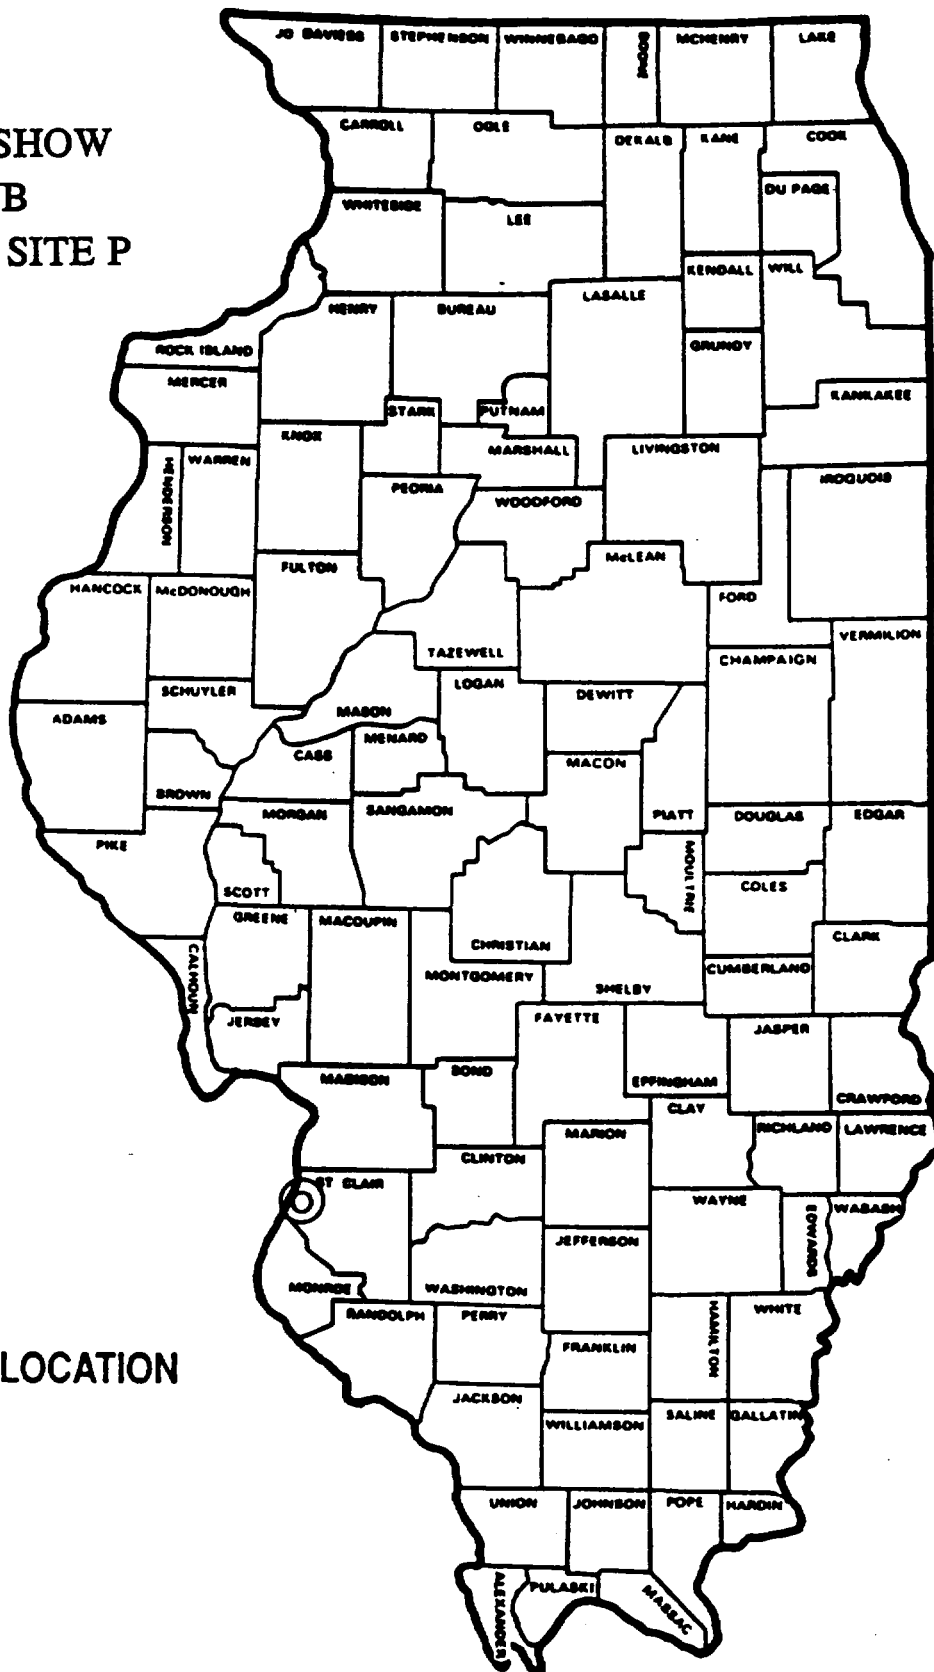 JO DAVIESS
STEPHENSON
WINNEBAGO
BOONE
MCHENRY
LAKE
SHOW
CARROLL
OGLE
DEKALB
KANE
COOK
B
DU PAGE
WHITESIDE
LEE
SITE P
KENDALL
WILL
HENRY
BUREAU
LASALLE
ROCK ISLAND
GRUNDY
MERCER
KANKAKEE
STARK
PUTNAM
KNOX
MARSHALL
LIVINGSTON
HENDERSON
WARREN
IROQUOIS
PEORIA
WOODFORD
FULTON
McLEAN
HANCOCK
McDONOUGH
FORD
TAZEWELL
VERMILION
CHAMPAIGN
SCHUYLER
LOGAN
DEWITT
ADAMS
MASON
MENARD
CASS
MACON
BROWN
MORGAN
SANGAMON
PIATT
DOUGLAS
EDGAR
PIKE
MOULTRIE
SCOTT
COLES
GREENE
MACOUPIN
CHRISTIAN
CLARK
CALHOUN
MONTGOMERY
CUMBERLAND
SHELBY
JERSEY
FAYETTE
JASPER
MADISON
BOND
EFFINGHAM
CRAWFORD
CLAY
MARION
RICHLAND
LAWRENCE
CLINTON
ST CLAIR
WAYNE
EDWARDS
WABASH
JEFFERSON
MONROE
WASHINGTON
RANDOLPH
PERRY
HAMILTON
WHITE
FRANKLIN
LOCATION
JACKSON
WILLIAMSON
SALINE
GALLATIN
UNION
JOHNSON
POPE
HARDIN
ALEXANDER
PULASKI
MASSAC